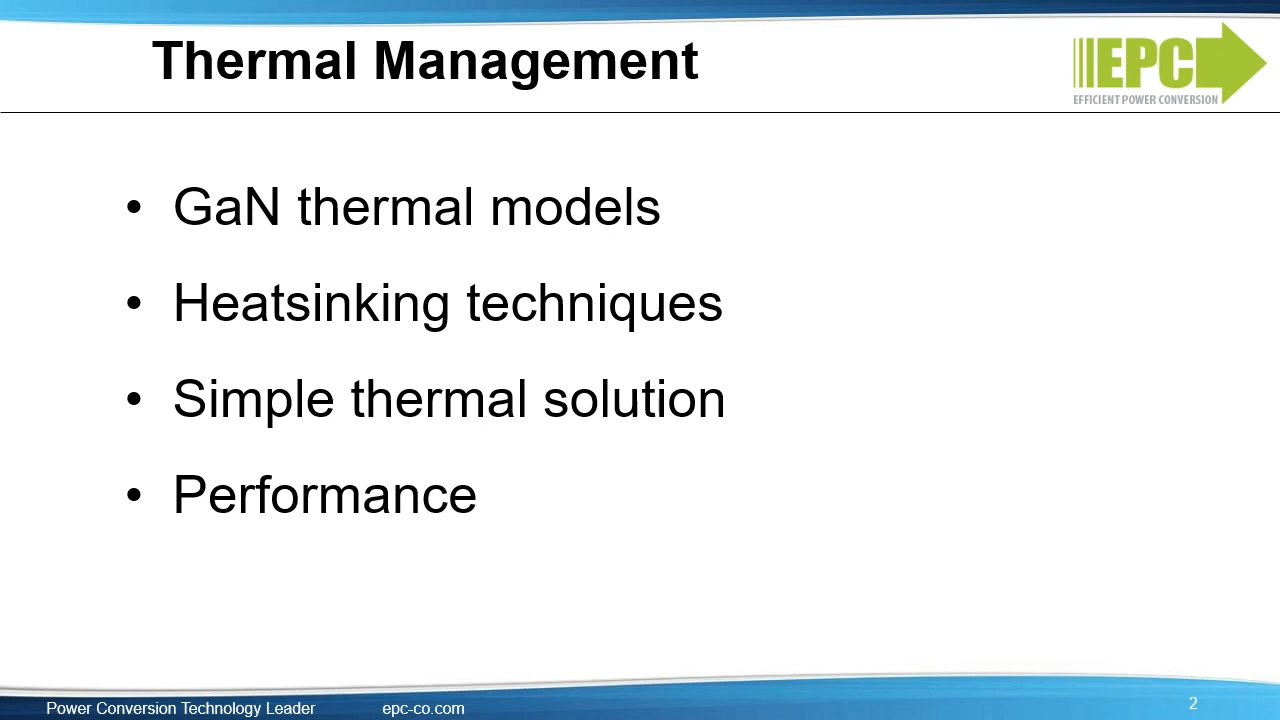 Thermal Management
EPC
EFFICIENT POWER CONVERSION
• GaN thermal models
• Heatsinking techniques
• Simple thermal solution
• Performance
Power Conversion Technology Leader epc-co.com 2